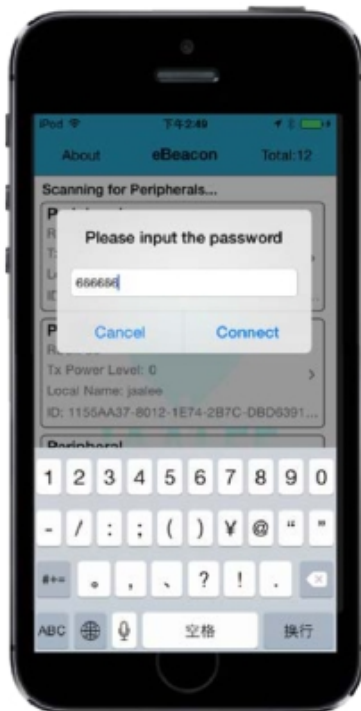 iPod 下午2:49
About eBeacon Total:12
Scanning for Peripherals...
Please input the password
666666
Cancel Connect
Tx Power Level: 0
Local Name: jaalee
ID: 1155AA37-8012-1E74-2B7C-DBD6391...
Peripheral
1 2 3 4 5 6 7 8 9 0
- / : ; ( ) ¥ @ “ ”
#+= 。 , 、 ? ! .
ABC 空格 换行